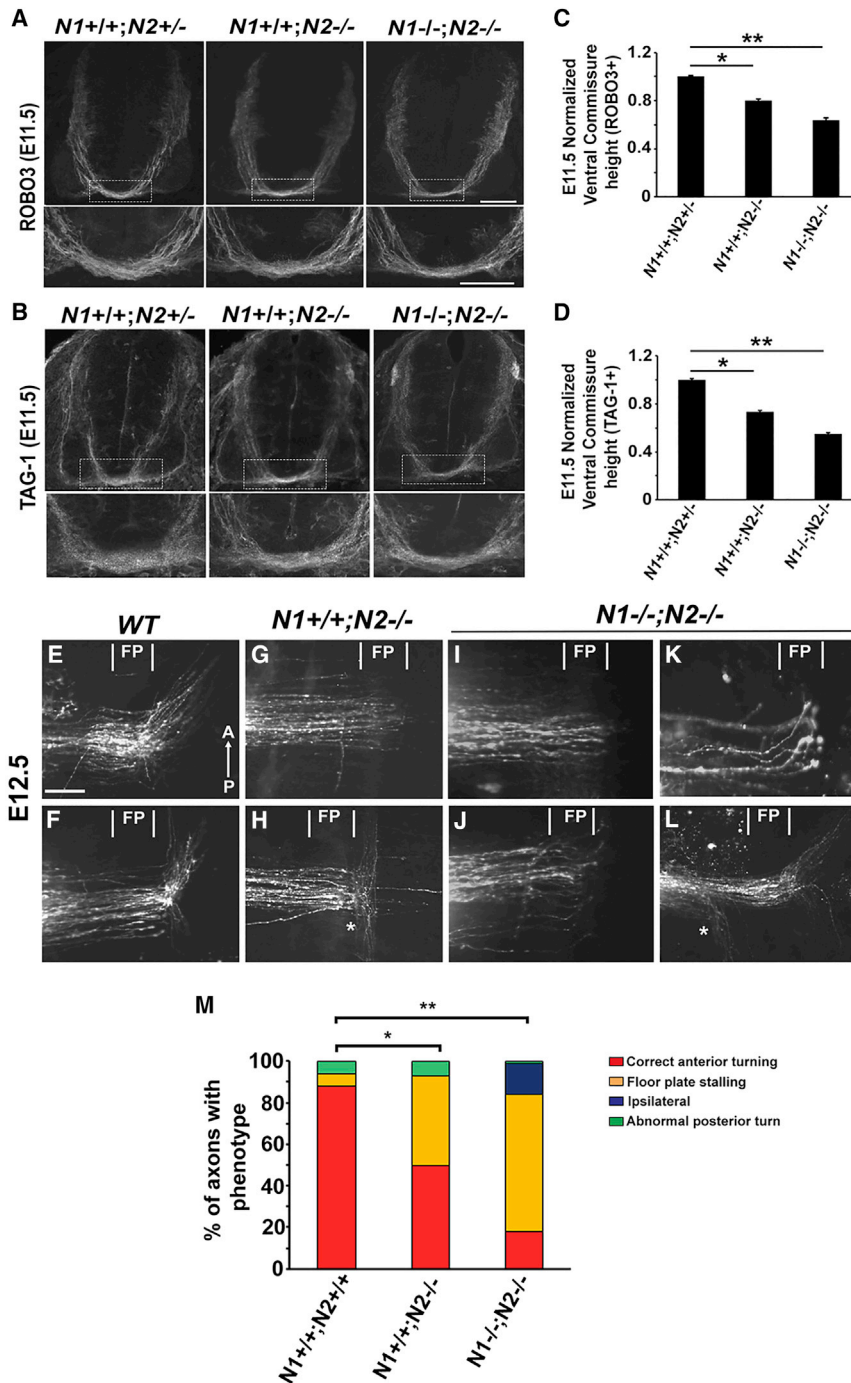 A
N1+/+;N2+/-
N1+/+;N2-/-
N1-/-;N2-/-
ROBO3 (E11.5)
B
N1+/+;N2+/-
N1+/+;N2-/-
N1-/-;N2-/-
TAG-1 (E11.5)
C
E11.5 Normalized
Ventral Commissure
height (ROBO3+)
1.2
0.8
0.4
0
*
**
N1+/+;N2+/-
N1+/+;N2-/-
N1-/-;N2-/-
D
E11.5 Normalized
Ventral Commissure
height (TAG-1+)
1.2
0.8
0.4
0
*
**
N1+/+;N2+/-
N1+/+;N2-/-
N1-/-;N2-/-
WT
N1+/+;N2-/-
N1-/-;N2-/-
E12.5
E
FP
A
P
G
FP
I
FP
K
FP
F
FP
H
FP
*
J
FP
L
FP
*
M
% of axons with
phenotype
100
80
60
40
20
0
**
*
N1+/+;N2+/+
N1+/+;N2-/-
N1-/-;N2-/-
Correct anterior turning
Floor plate stalling
Ipsilateral
Abnormal posterior turn